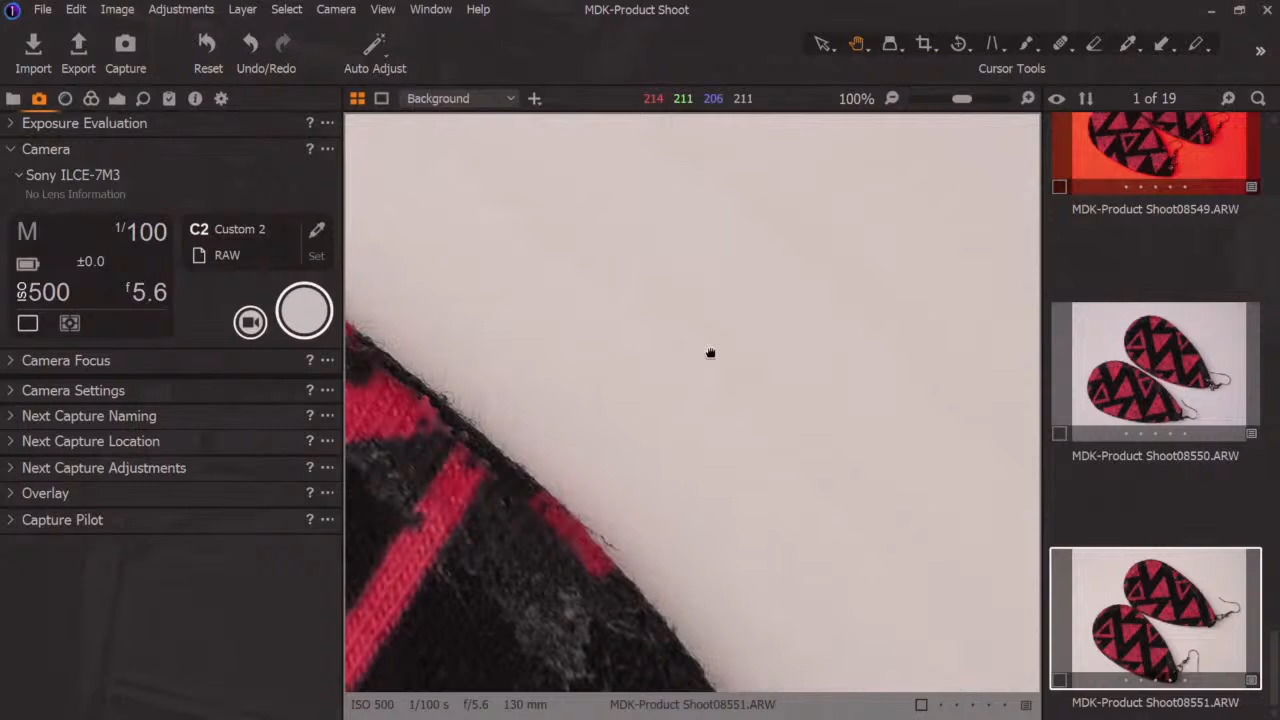 File Edit Image Adjustments Layer Select Camera View Window Help MDK-Product Shoot
Import Export Capture Reset Undo/Redo Auto Adjust Cursor Tools
Background 214 211 206 211 100% 1 of 19
Exposure Evaluation ?
Camera ?
Sony ILCE-7M3
No Lens Information
M 1/100
C2 Custom 2
±0.0
RAW
Set
ISO 500 f 5.6
Camera Focus ?
Camera Settings ?
Next Capture Naming ?
Next Capture Location ?
Next Capture Adjustments ?
Overlay ?
Capture Pilot ?
MDK-Product Shoot08549.ARW
MDK-Product Shoot08550.ARW
MDK-Product Shoot08551.ARW
ISO 500 1/100 s f/5.6 130 mm MDK-Product Shoot08551.ARW